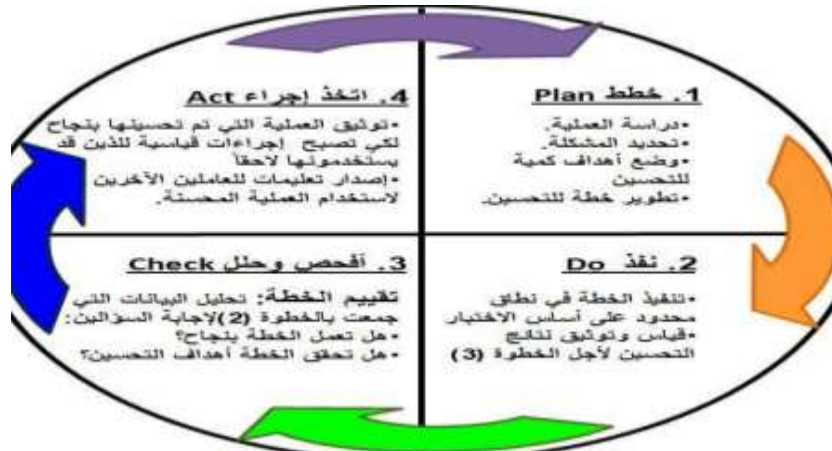 1. خطط Plan
•دراسة العملية.
•تحديد المشكلة.
•وضع أهداف كمية
للتحسين
•تطوير خطة للتحسين.
2. نفذ Do
•تنفيذ الخطة في نطاق
محدود على أساس الاختبار
•قياس وتوثيق نتائج
التحسين لأجل الخطوة (3)
3. أفحص وحلل Check
تقييم الخطة: تحليل البيانات التي
جمعت بالخطوة (2)لإجابة السؤالين:
•هل تعمل الخطة بنجاح؟
•هل تحقق الخطة أهداف التحسين؟
4. اتخذ إجراء Act
•توثيق العملية التي تم تحسينها بنجاح
لكي تصبح إجراءات قياسية للذين قد
يستخدمونها لاحقاً
•إصدار تعليمات للعاملين الآخرين
لاستخدام العملية المحسنة.